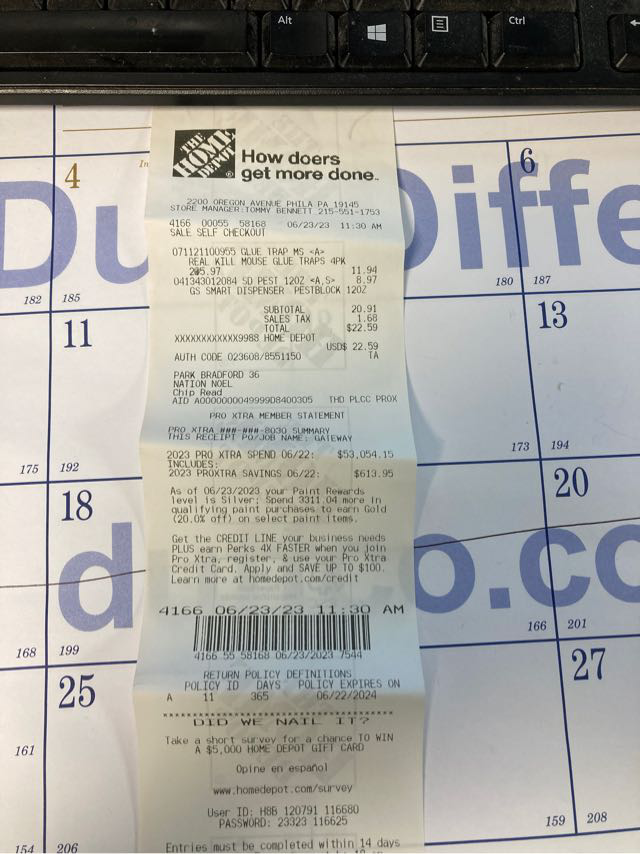 Alt
Ctrl
THE HOME DEPOT
How doers
get more done.
2200 OREGON AVENUE PHILA PA 19145
STORE MANAGER:TOMMY BENNETT 215-551-1753
4166 00055 58168 06/23/23 11:30 AM
SALE SELF CHECKOUT
071121100955 GLUE TRAP MS <A>
REAL KILL MOUSE GLUE TRAPS 4PK
2@5.97 11.94
041343012084 SD PEST 12OZ <A,S> 8.97
GS SMART DISPENSER PESTBLOCK 12OZ
SUBTOTAL 20.91
SALES TAX 1.68
TOTAL $22.59
XXXXXXXXXXXX9988 HOME DEPOT
USD$ 22.59
AUTH CODE 023608/8551150 TA
PARK BRADFORD 36
NATION NOEL
Chip Read
AID A0000000049999D8400305 THD PLCC PROX
PRO XTRA MEMBER STATEMENT
PRO XTRA ###-###-8030 SUMMARY
THIS RECEIPT PO/JOB NAME: GATEWAY
2023 PRO XTRA SPEND 06/22: $53,054.15
INCLUDES:
2023 PROXTRA SAVINGS 06/22: $613.95
As of 06/23/2023 your Paint Rewards
level is Silver; Spend 3311.04 more in
qualifying paint purchases to earn Gold
(20.0% off) on select paint items.
Get the CREDIT LINE your business needs
PLUS earn Perks 4X FASTER when you join
Pro Xtra, register, & use your Pro Xtra
Credit Card. Apply and SAVE UP TO $100.
Learn more at homedepot.com/credit
4166 06/23/23 11:30 AM
4166 55 58168 06/23/2023 7544
RETURN POLICY DEFINITIONS
POLICY ID DAYS POLICY EXPIRES ON
A 11 365 06/22/2024
DID WE NAIL IT?
Take a short survey for a chance TO WIN
A $5,000 HOME DEPOT GIFT CARD
Opine en español
www.homedepot.com/survey
User ID: H8B 120791 116680
PASSWORD: 23323 116625
Entries must be completed within 14 days
4
In
6
Du
Diffe
182
185
180
187
11
13
175
192
173
194
18
20
d
o.co
168
199
166
201
25
27
161
159
208
154
206